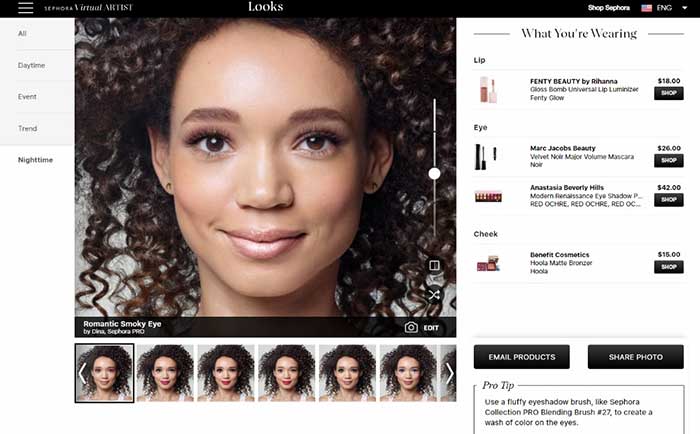 SEPHORA Virtual ARTIST
Looks
Shop Sephora
ENG
All
Daytime
Event
Trend
Nighttime
Romantic Smoky Eye
by Dina, Sephora PRO
EDIT
What You're Wearing
Lip
FENTY BEAUTY by Rihanna
$18.00
Gloss Bomb Universal Lip Luminizer
Fenty Glow
SHOP
Eye
Marc Jacobs Beauty
$26.00
Velvet Noir Major Volume Mascara
Noir
SHOP
Anastasia Beverly Hills
$42.00
Modern Renaissance Eye Shadow P...
RED OCHRE, RED OCHRE, RED OC...
SHOP
Cheek
Benefit Cosmetics
$15.00
Hoola Matte Bronzer
Hoola
SHOP
EMAIL PRODUCTS
SHARE PHOTO
Pro Tip
Use a fluffy eyeshadow brush, like Sephora
Collection PRO Blending Brush #27, to create a
wash of color on the eyes.